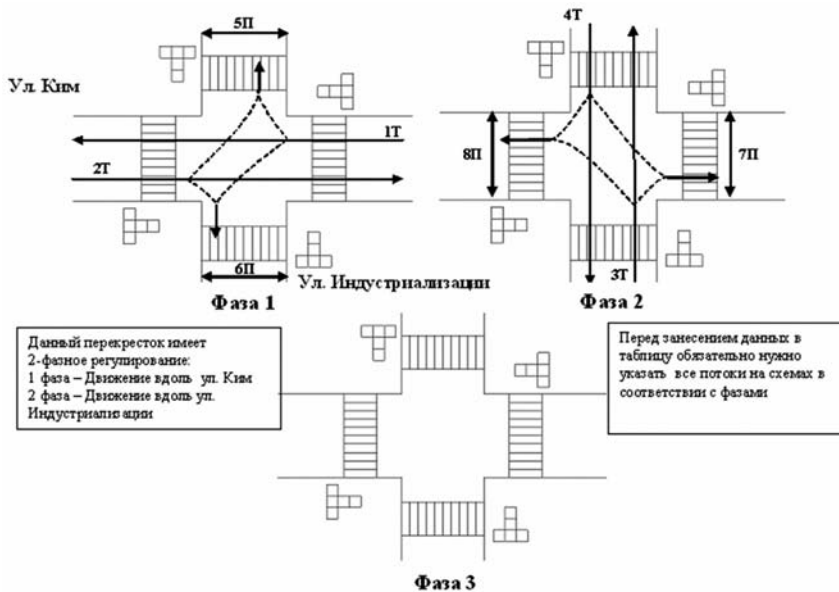 5П
4Т
Ул. Ким
1Т
2Т
8П
7П
6П
3Т
Ул. Индустриализации
Фаза 1
Фаза 2
Данный перекресток имеет
2-фазное регулирование:
1 фаза – Движение вдоль ул. Ким
2 фаза – Движение вдоль ул.
Индустриализации
Перед занесением данных в
таблицу обязательно нужно
указать все потоки на схемах в
соответствии с фазами
Фаза 3